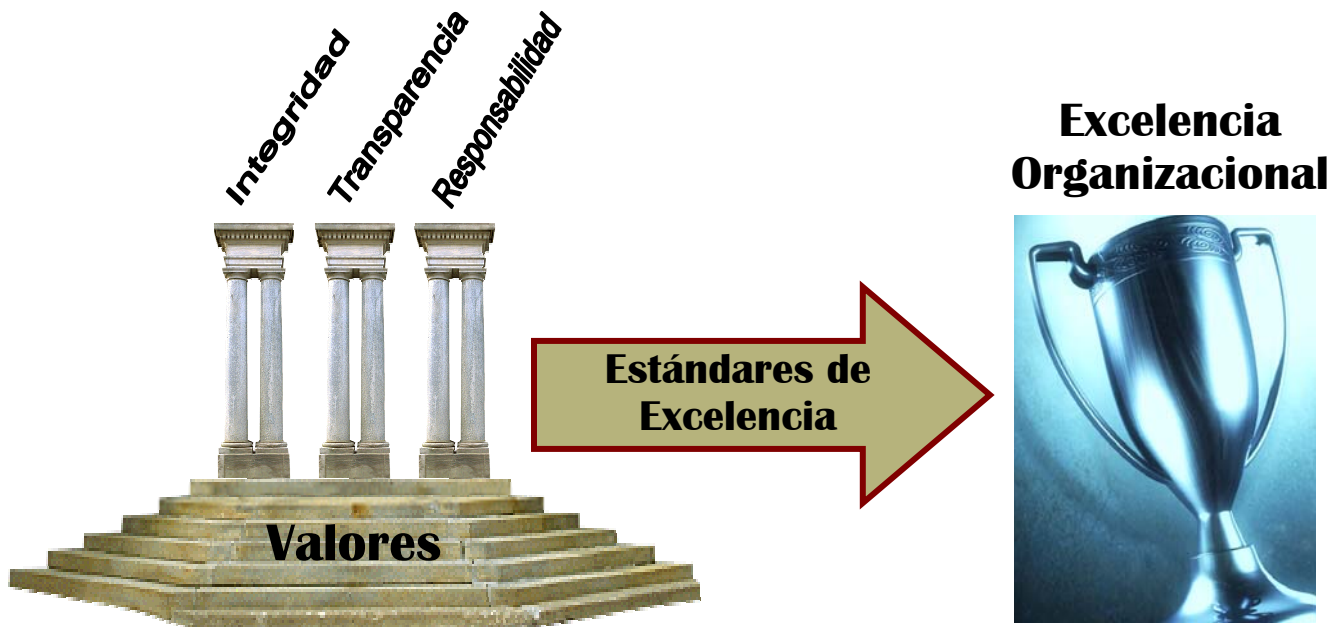 Integridad
Transparencia
Responsabilidad
Excelencia
Organizacional
Estándares de
Excelencia
Valores